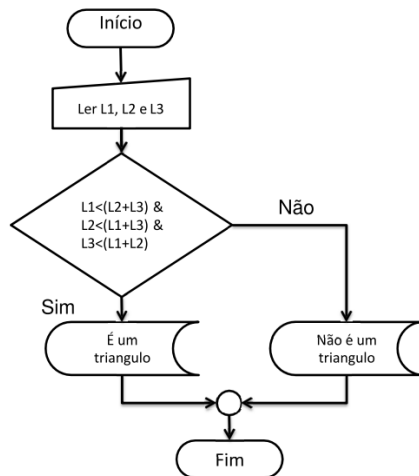 Início
Ler L1, L2 e L3
L1<(L2+L3) &
L2<(L1+L3) &
L3<(L1+L2)
Não
Sim
É um
triangulo
Não é um
triangulo
Fim